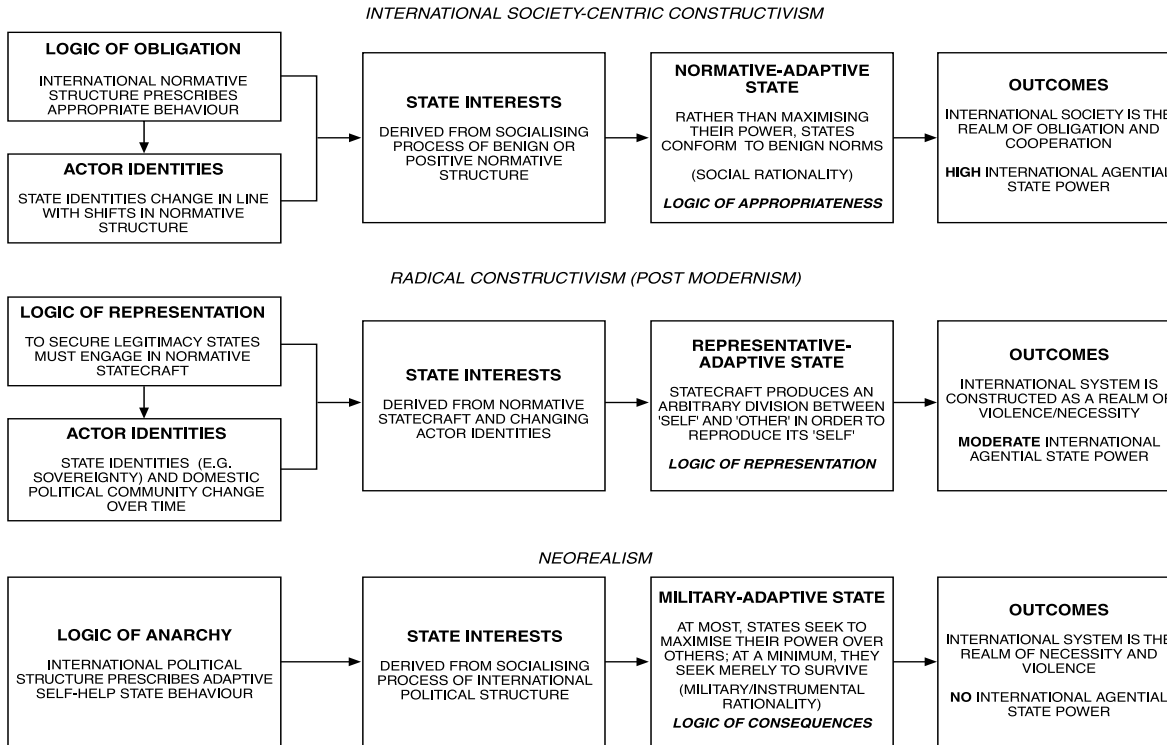 INTERNATIONAL SOCIETY-CENTRIC CONSTRUCTIVISM
LOGIC OF OBLIGATION
INTERNATIONAL NORMATIVE
STRUCTURE PRESCRIBES
APPROPRIATE BEHAVIOUR
ACTOR IDENTITIES
STATE IDENTITIES CHANGE IN LINE
WITH SHIFTS IN NORMATIVE
STRUCTURE
STATE INTERESTS
DERIVED FROM SOCIALISING
PROCESS OF BENIGN OR
POSITIVE NORMATIVE
STRUCTURE
NORMATIVE-ADAPTIVE
STATE
RATHER THAN MAXIMISING
THEIR POWER, STATES
CONFORM TO BENIGN NORMS
(SOCIAL RATIONALITY)
LOGIC OF APPROPRIATENESS
OUTCOMES
INTERNATIONAL SOCIETY IS THE
REALM OF OBLIGATION AND
COOPERATION
HIGH INTERNATIONAL AGENTIAL
STATE POWER
RADICAL CONSTRUCTIVISM (POST MODERNISM)
LOGIC OF REPRESENTATION
TO SECURE LEGITIMACY STATES
MUST ENGAGE IN NORMATIVE
STATECRAFT
ACTOR IDENTITIES
STATE IDENTITIES (E.G.
SOVEREIGNTY) AND DOMESTIC
POLITICAL COMMUNITY CHANGE
OVER TIME
STATE INTERESTS
DERIVED FROM NORMATIVE
STATECRAFT AND CHANGING
ACTOR IDENTITIES
REPRESENTATIVE-
ADAPTIVE STATE
STATECRAFT PRODUCES AN
ARBITRARY DIVISION BETWEEN
'SELF' AND 'OTHER' IN ORDER TO
REPRODUCE ITS 'SELF'
LOGIC OF REPRESENTATION
OUTCOMES
INTERNATIONAL SYSTEM IS
CONSTRUCTED AS A REALM OF
VIOLENCE/NECESSITY
MODERATE INTERNATIONAL
AGENTIAL STATE POWER
NEOREALISM
LOGIC OF ANARCHY
INTERNATIONAL POLITICAL
STRUCTURE PRESCRIBES ADAPTIVE
SELF-HELP STATE BEHAVIOUR
STATE INTERESTS
DERIVED FROM SOCIALISING
PROCESS OF INTERNATIONAL
POLITICAL STRUCTURE
MILITARY-ADAPTIVE STATE
AT MOST, STATES SEEK TO
MAXIMISE THEIR POWER OVER
OTHERS; AT A MINIMUM, THEY
SEEK MERELY TO SURVIVE
(MILITARY/INSTRUMENTAL
RATIONALITY)
LOGIC OF CONSEQUENCES
OUTCOMES
INTERNATIONAL SYSTEM IS THE
REALM OF NECESSITY AND
VIOLENCE
NO INTERNATIONAL AGENTIAL
STATE POWER